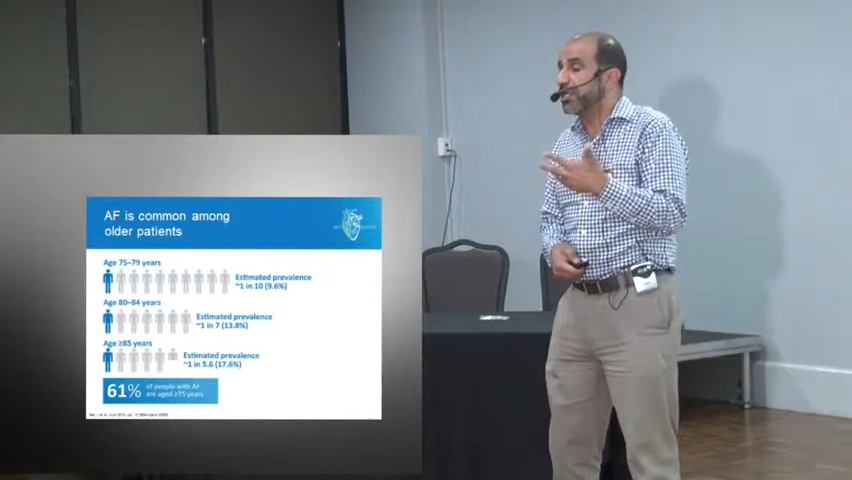 AF is common among
older patients
Age 75–79 years
Estimated prevalence
~1 in 10 (9.6%)
Age 80–84 years
Estimated prevalence
~1 in 7 (13.8%)
Age ≥85 years
Estimated prevalence
~1 in 5.6 (17.6%)
61% of people with AF
are aged ≥75 years